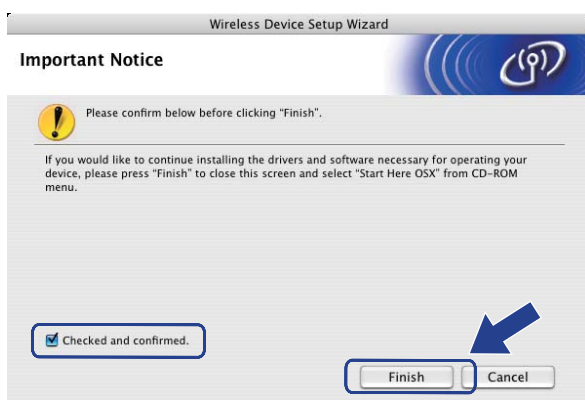 Wireless Device Setup Wizard
Important Notice
Please confirm below before clicking “Finish”.
If you would like to continue installing the drivers and software necessary for operating your
device, please press “Finish” to close this screen and select “Start Here OSX” from CD-ROM
menu.
Checked and confirmed.
Finish Cancel